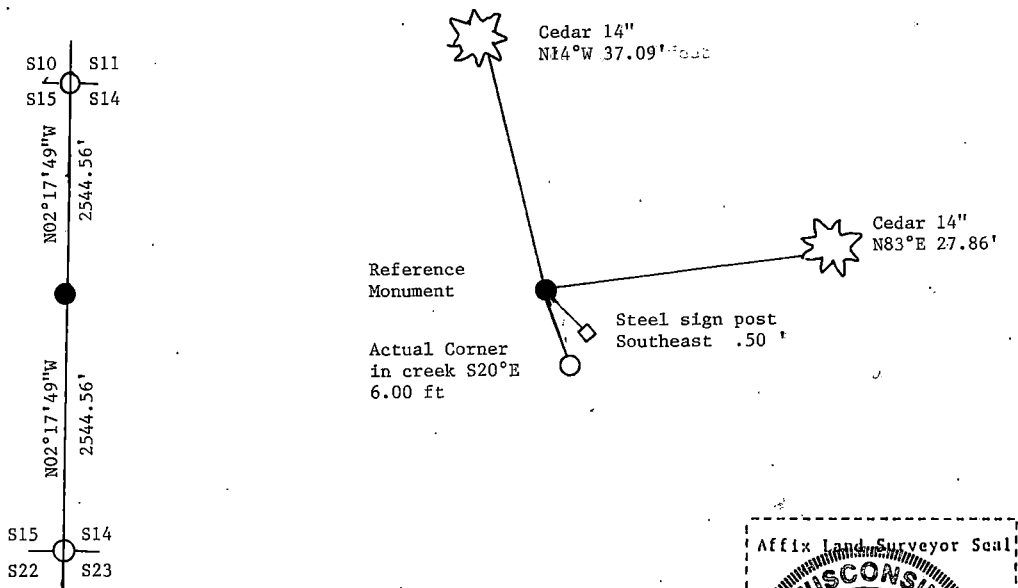 S10 S11
S15 S14
N02°17'49"W
2544.56'
N02°17'49"W
2544.56'
S15 S14
S22 S23
Cedar 14"
N14°W 37.09'
Cedar 14"
N83°E 27.86'
Reference
Monument
Steel sign post
Southeast .50 '
Actual Corner
in creek S20°E
6.00 ft
Affix Land Surveyor Seal